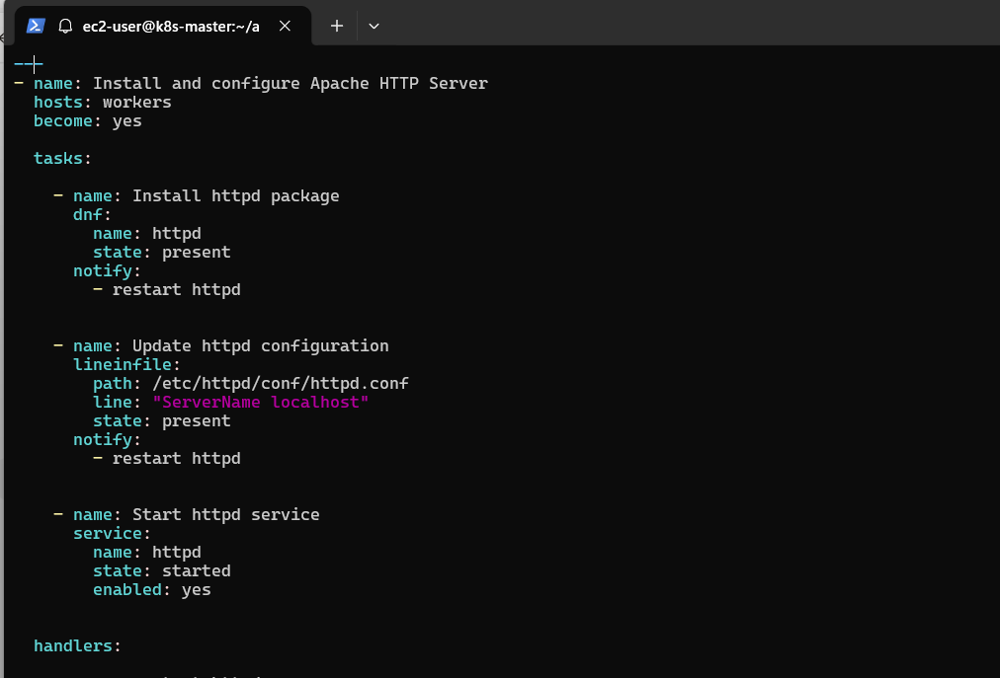 ec2-user@k8s-master:~/a
---
- name: Install and configure Apache HTTP Server
hosts: workers
become: yes
tasks:
- name: Install httpd package
dnf:
name: httpd
state: present
notify:
- restart httpd
- name: Update httpd configuration
lineinfile:
path: /etc/httpd/conf/httpd.conf
line: "ServerName localhost"
state: present
notify:
- restart httpd
- name: Start httpd service
service:
name: httpd
state: started
enabled: yes
handlers: